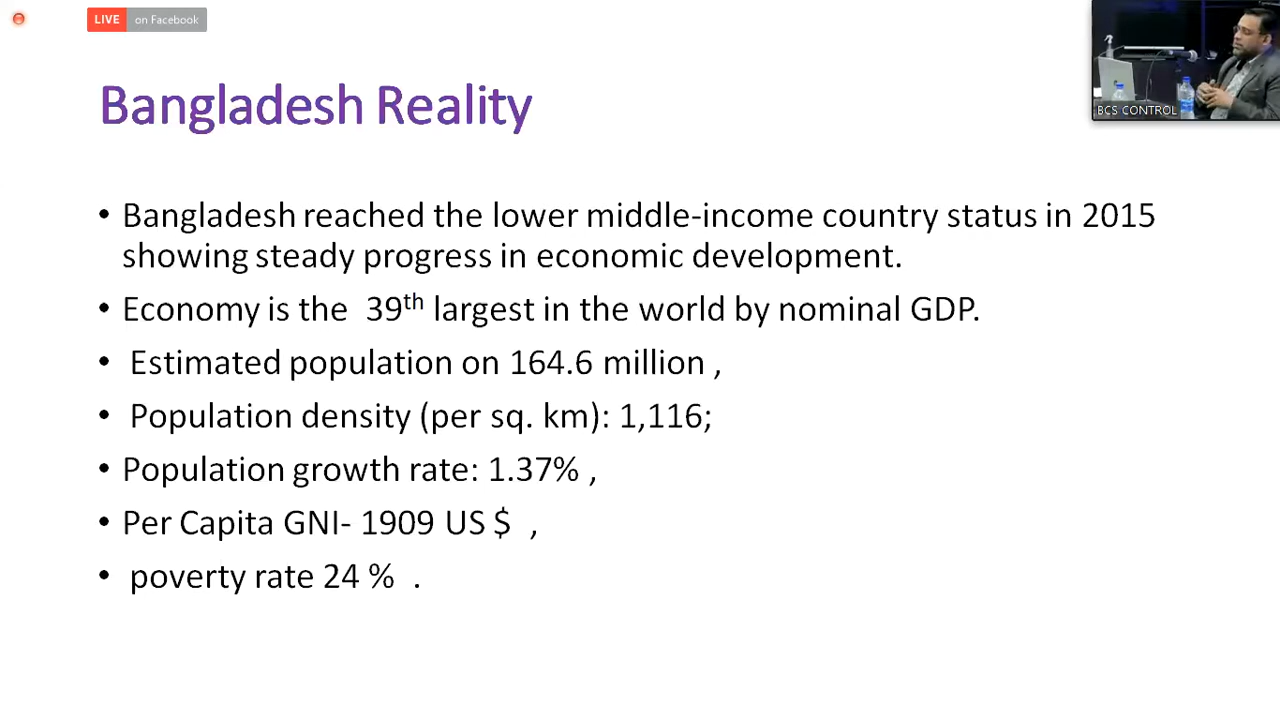 LIVE on Facebook
BCS CONTROL
Bangladesh Reality
• Bangladesh reached the lower middle-income country status in 2015
showing steady progress in economic development.
• Economy is the 39th largest in the world by nominal GDP.
• Estimated population on 164.6 million ,
• Population density (per sq. km): 1,116;
• Population growth rate: 1.37% ,
• Per Capita GNI- 1909 US $ ,
• poverty rate 24 % .